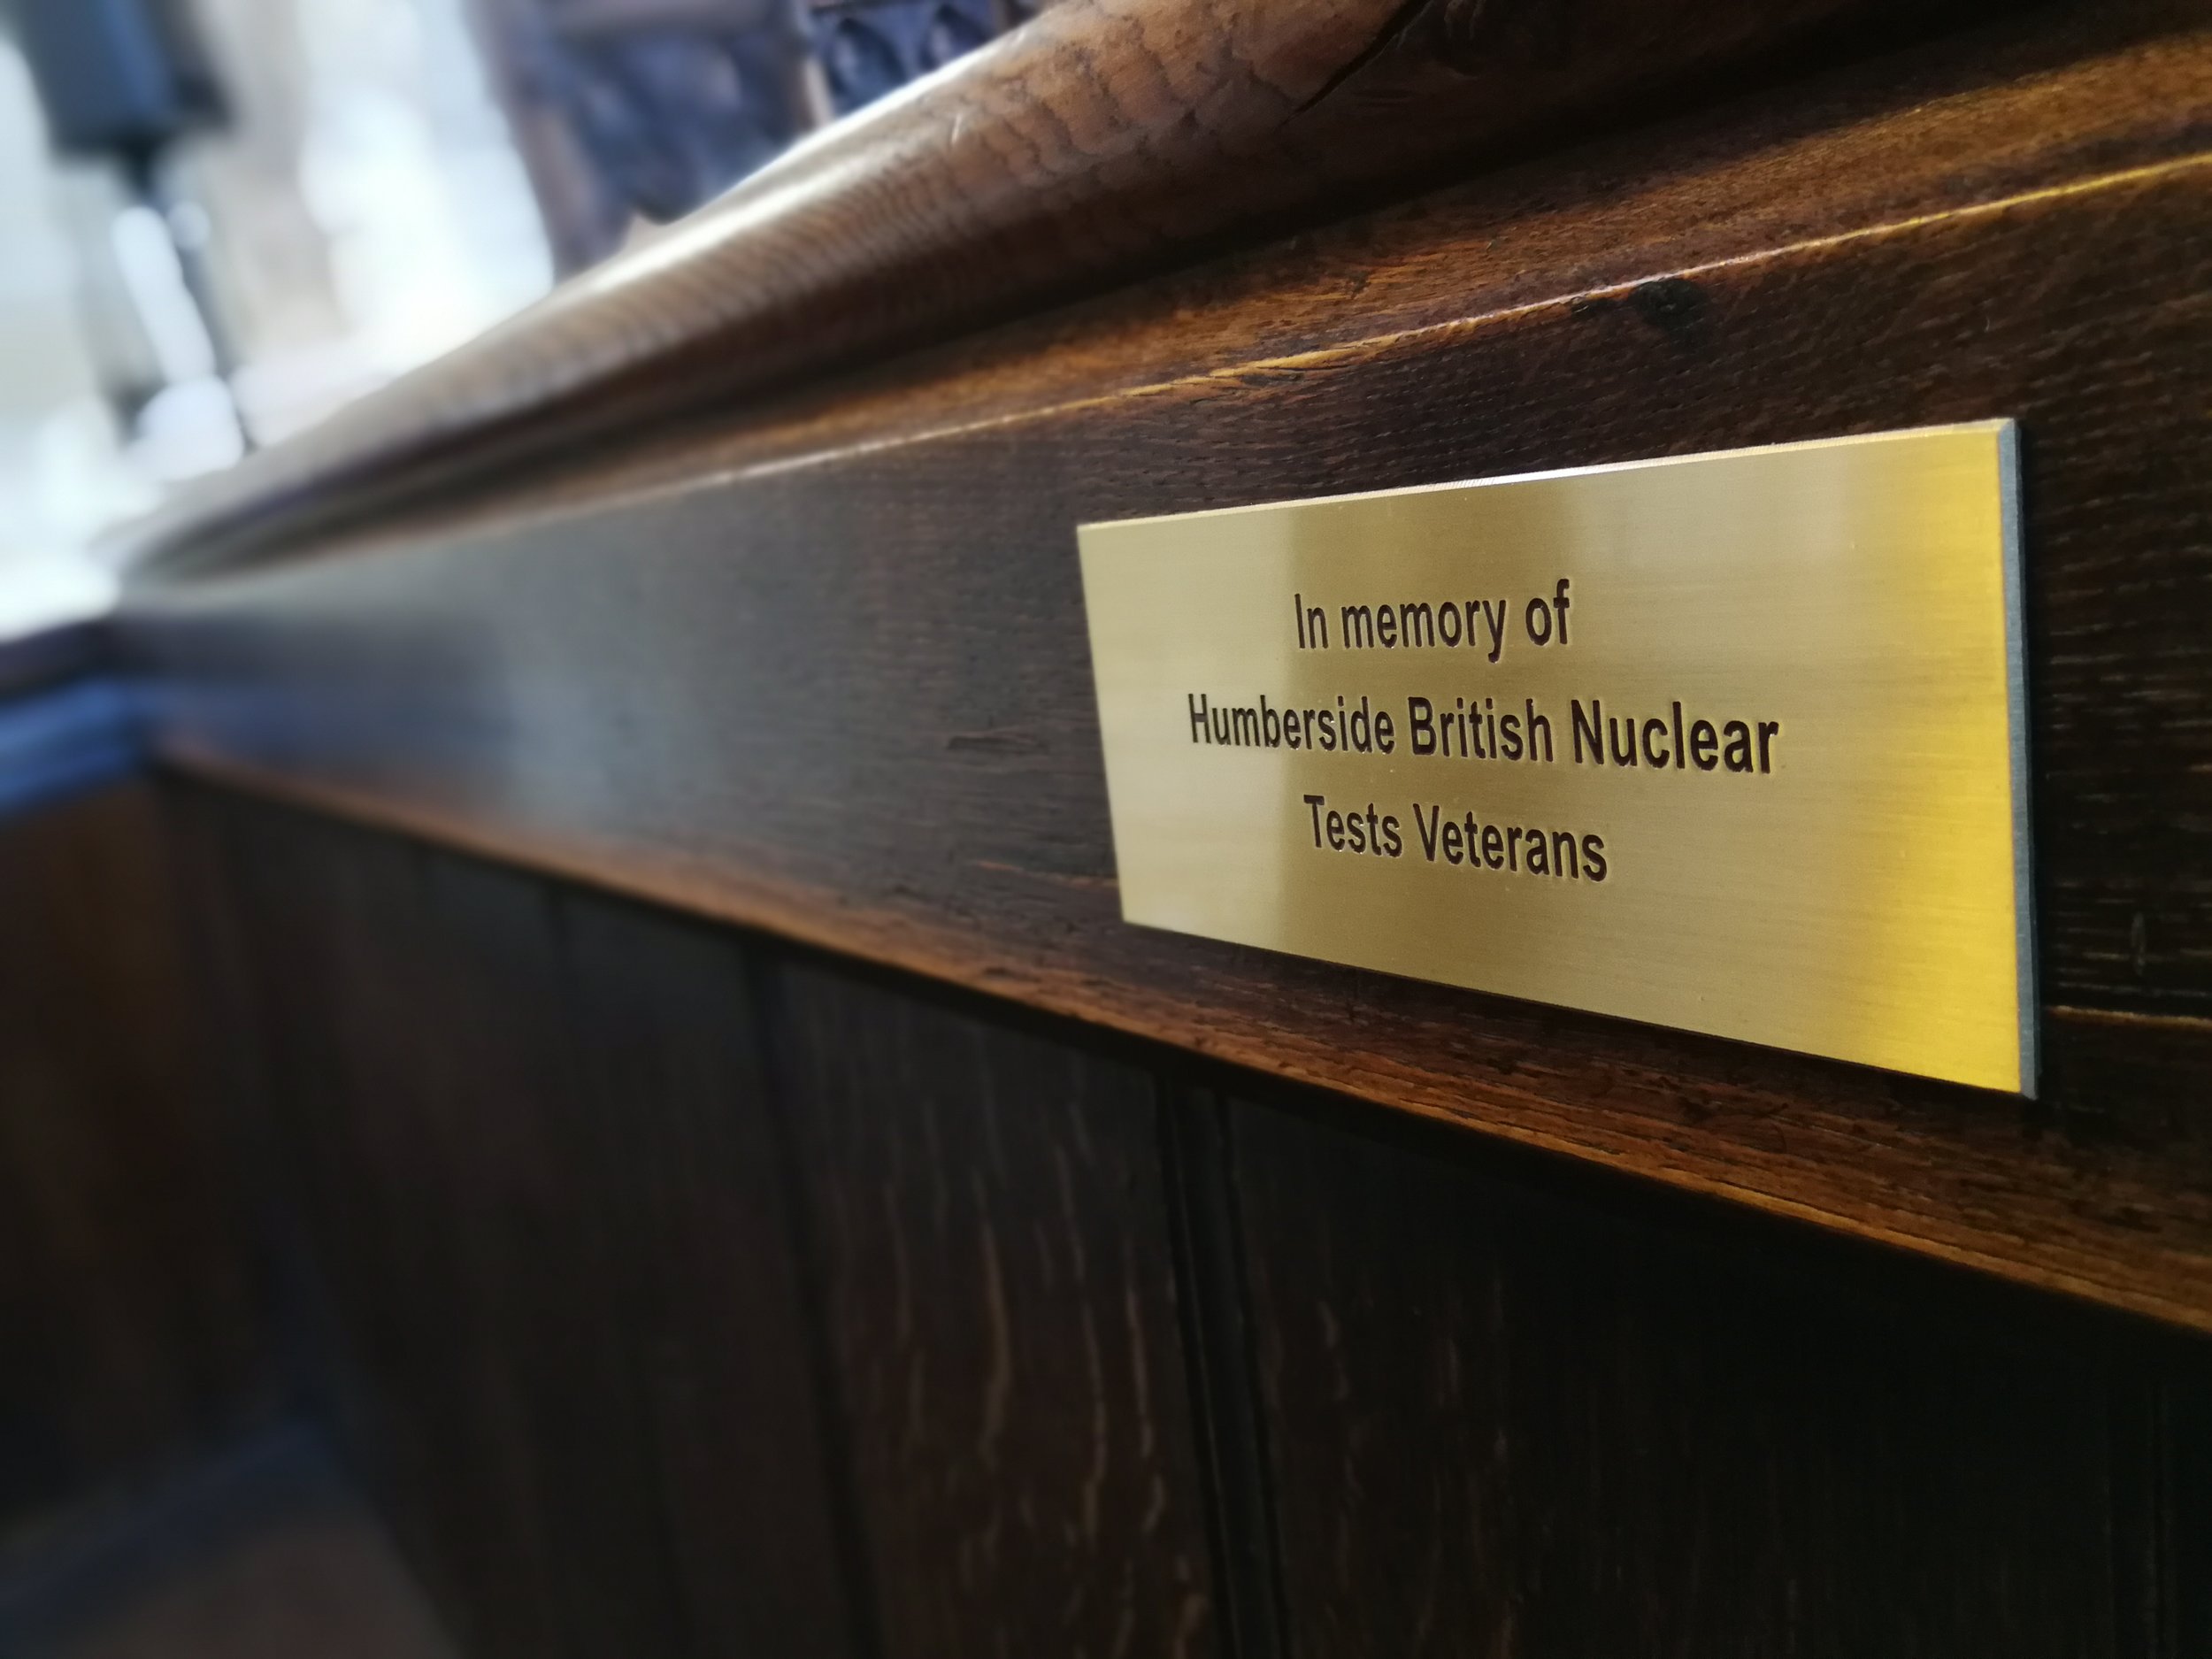 In memory of
Humberside British Nuclear
Tests Veterans